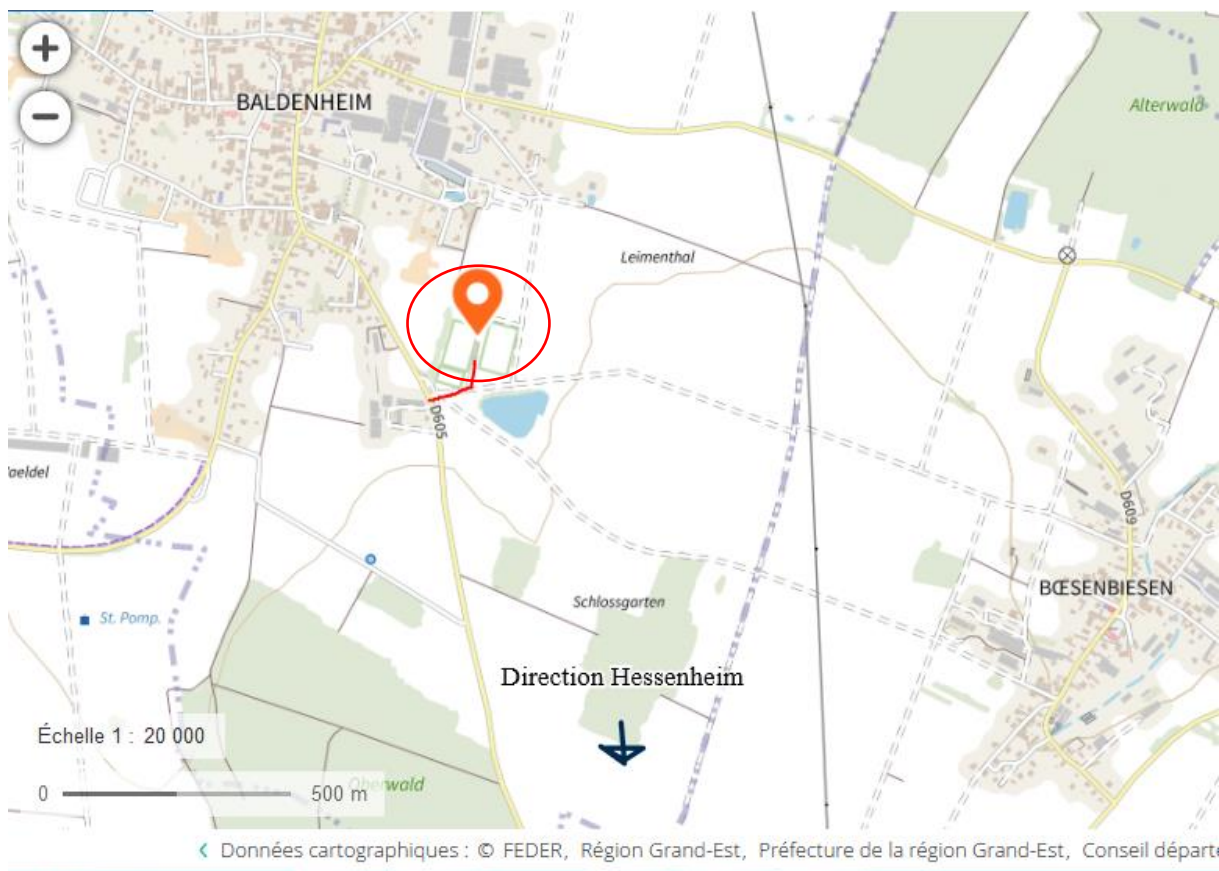 +
−
BALDENHEIM
Alterwald
Leimenthal
D605
aeldel
D609
BŒSENBIESEN
Schlossgarten
St. Pomp.
Direction Hessenheim
Échelle 1 : 20 000
Oberwald
0 500 m
Données cartographiques : © FEDER, Région Grand-Est, Préfecture de la région Grand-Est, Conseil départe